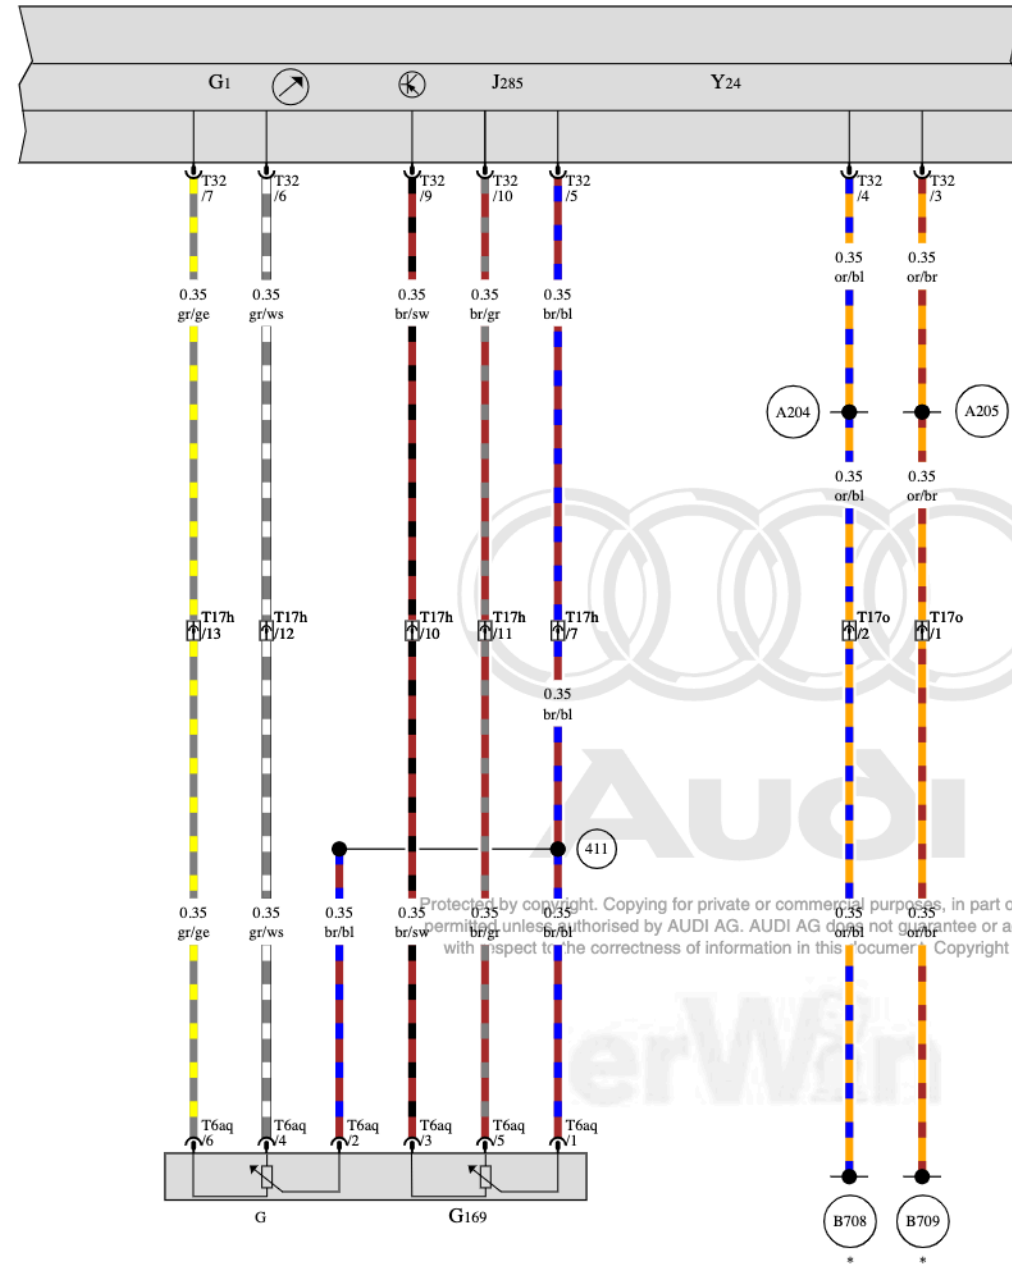 G1 J285 Y24
T32 T32 T32 T32 T32 T32 T32
/7 /6 /9 /10 /5 /4 /3
0.35 0.35
or/bl or/br
0.35 0.35 0.35 0.35 0.35
gr/ge gr/ws br/sw br/gr br/bl
A204 A205
0.35 0.35
or/bl or/br
T17h T17h T17h T17h T17h T17o T17o
/13 /12 /10 /11 /7 /2 /1
0.35
br/bl
Audi
411
Protected by copyright. Copying for private or commercial purposes, in part o
0.35 0.35 0.35 0.35 0.35 0.35 0.35 0.35
gr/ge gr/ws br/bl br/sw br/gr br/bl or/bl or/br
permitted unless authorised by AUDI AG. AUDI AG does not guarantee or a
with respect to the correctness of information in this document. Copyright
erWin
T6aq T6aq T6aq T6aq T6aq T6aq
/6 /4 /2 /3 /5 /1
G G169
B708 B709
* *